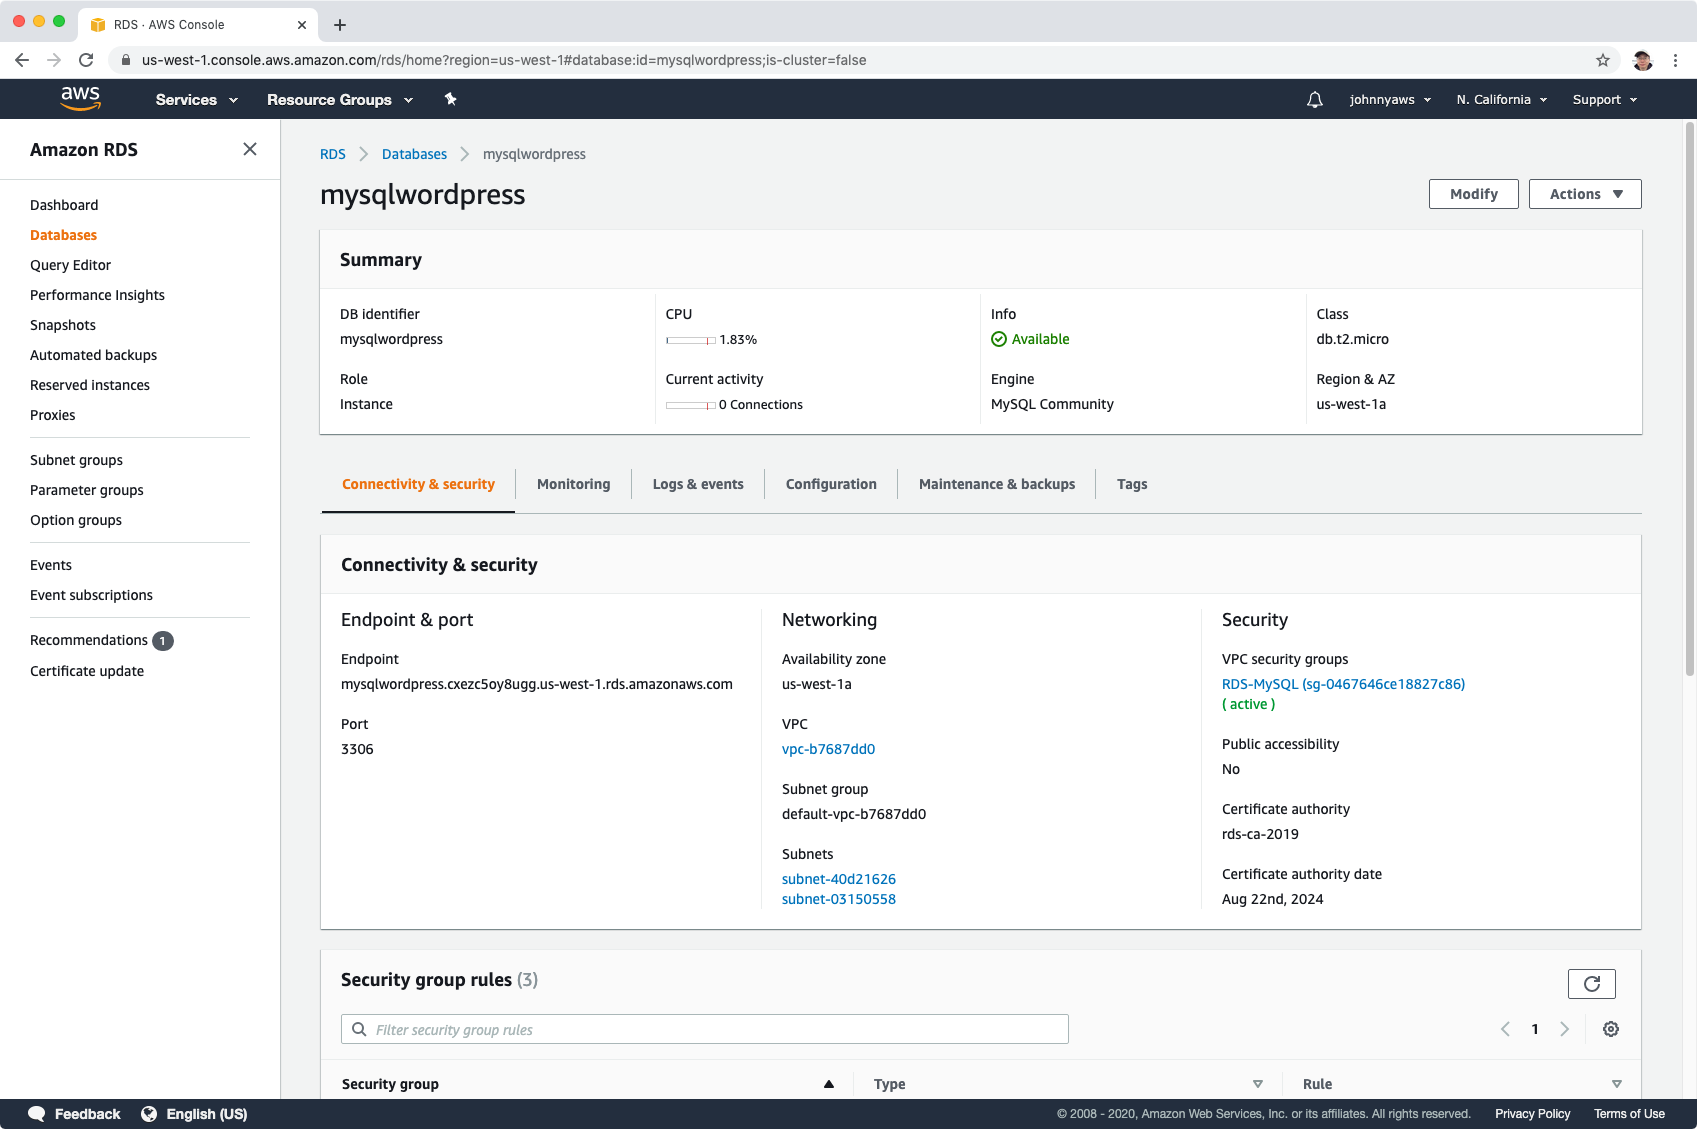 RDS · AWS Console
us-west-1.console.aws.amazon.com/rds/home?region=us-west-1#database:id=mysqlwordpress;is-cluster=false
aws
Services
Resource Groups
johnnyaws
N. California
Support
Amazon RDS
Dashboard
Databases
Query Editor
Performance Insights
Snapshots
Automated backups
Reserved instances
Proxies
Subnet groups
Parameter groups
Option groups
Events
Event subscriptions
Recommendations 1
Certificate update
RDS
Databases
mysqlwordpress
mysqlwordpress
Modify
Actions
Summary
DB identifier
mysqlwordpress
Role
Instance
CPU
1.83%
Current activity
0 Connections
Info
Available
Engine
MySQL Community
Class
db.t2.micro
Region & AZ
us-west-1a
Connectivity & security
Monitoring
Logs & events
Configuration
Maintenance & backups
Tags
Connectivity & security
Endpoint & port
Endpoint
mysqlwordpress.cxezc5oy8ugg.us-west-1.rds.amazonaws.com
Port
3306
Networking
Availability zone
us-west-1a
VPC
vpc-b7687dd0
Subnet group
default-vpc-b7687dd0
Subnets
subnet-40d21626
subnet-03150558
Security
VPC security groups
RDS-MySQL (sg-0467646ce18827c86)
( active )
Public accessibility
No
Certificate authority
rds-ca-2019
Certificate authority date
Aug 22nd, 2024
Security group rules (3)
Filter security group rules
1
Security group
Type
Rule
Feedback
English (US)
© 2008 - 2020, Amazon Web Services, Inc. or its affiliates. All rights reserved.
Privacy Policy
Terms of Use